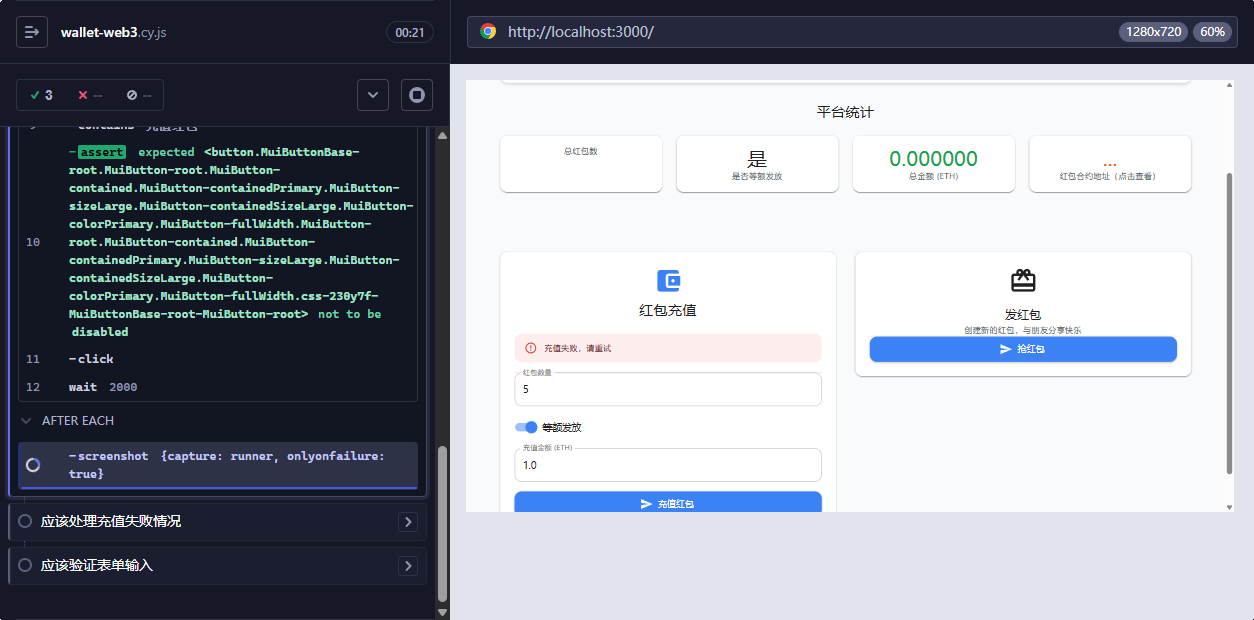 wallet-web3.cy.js
00:21
3
--
--
contains 充值红包
-assert expected <button.MuiButtonBase-
root.MuiButton-root.MuiButton-
contained.MuiButton-containedPrimary.MuiButton-
sizeLarge.MuiButton-containedSizeLarge.MuiButton-
colorPrimary.MuiButton-fullWidth.MuiButton-
10 root.MuiButton-contained.MuiButton-
containedPrimary.MuiButton-sizeLarge.MuiButton-
containedSizeLarge.MuiButton-
colorPrimary.MuiButton-fullWidth.css-230y7f-
MuiButtonBase-root-MuiButton-root> not to be
disabled
11 -click
12 wait 2000
AFTER EACH
-screenshot {capture: runner, onlyonfailure:
true}
应该处理充值失败情况
应该验证表单输入
http://localhost:3000/
1280x720
60%
平台统计
总红包数
是
是否等额发放
0.000000
总金额 (ETH)
...
红包合约地址（点击查看）
红包充值
充值失败，请重试
红包数量
5
等额发放
充值金额 (ETH)
1.0
充值红包
发红包
创建新的红包，与朋友分享快乐
抢红包